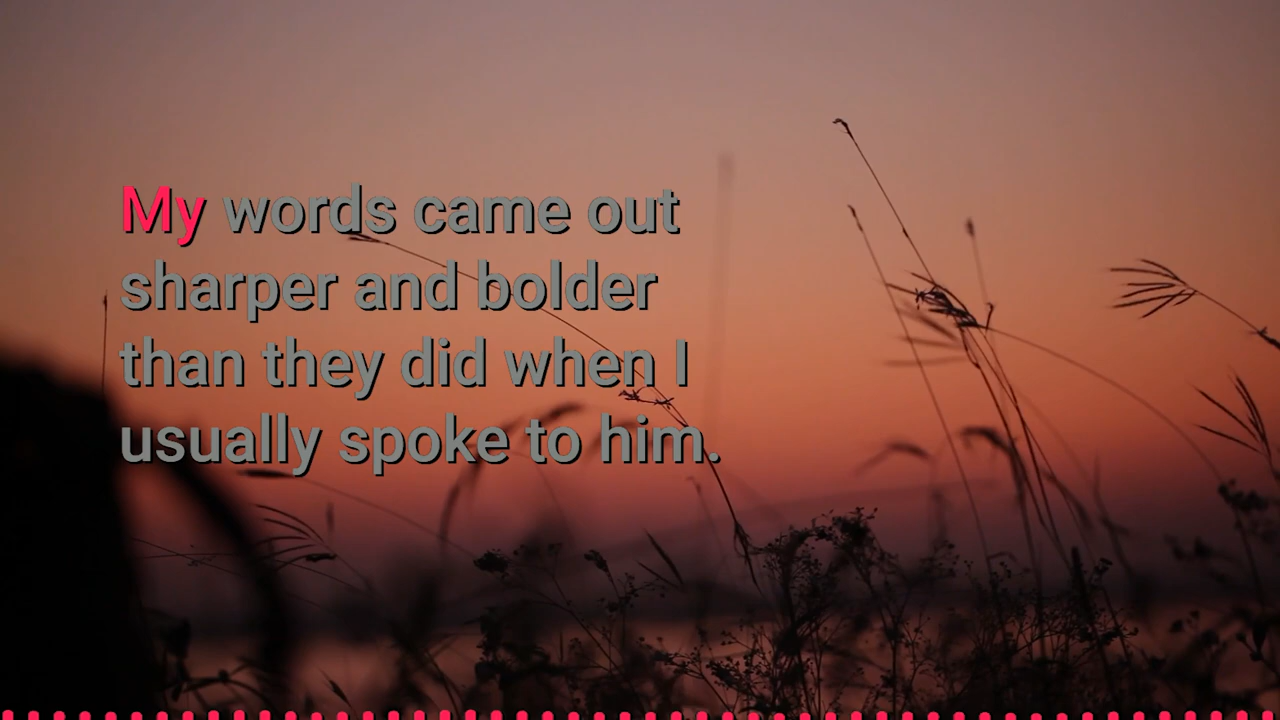 My words came out
sharper and bolder
than they did when I
usually spoke to him.